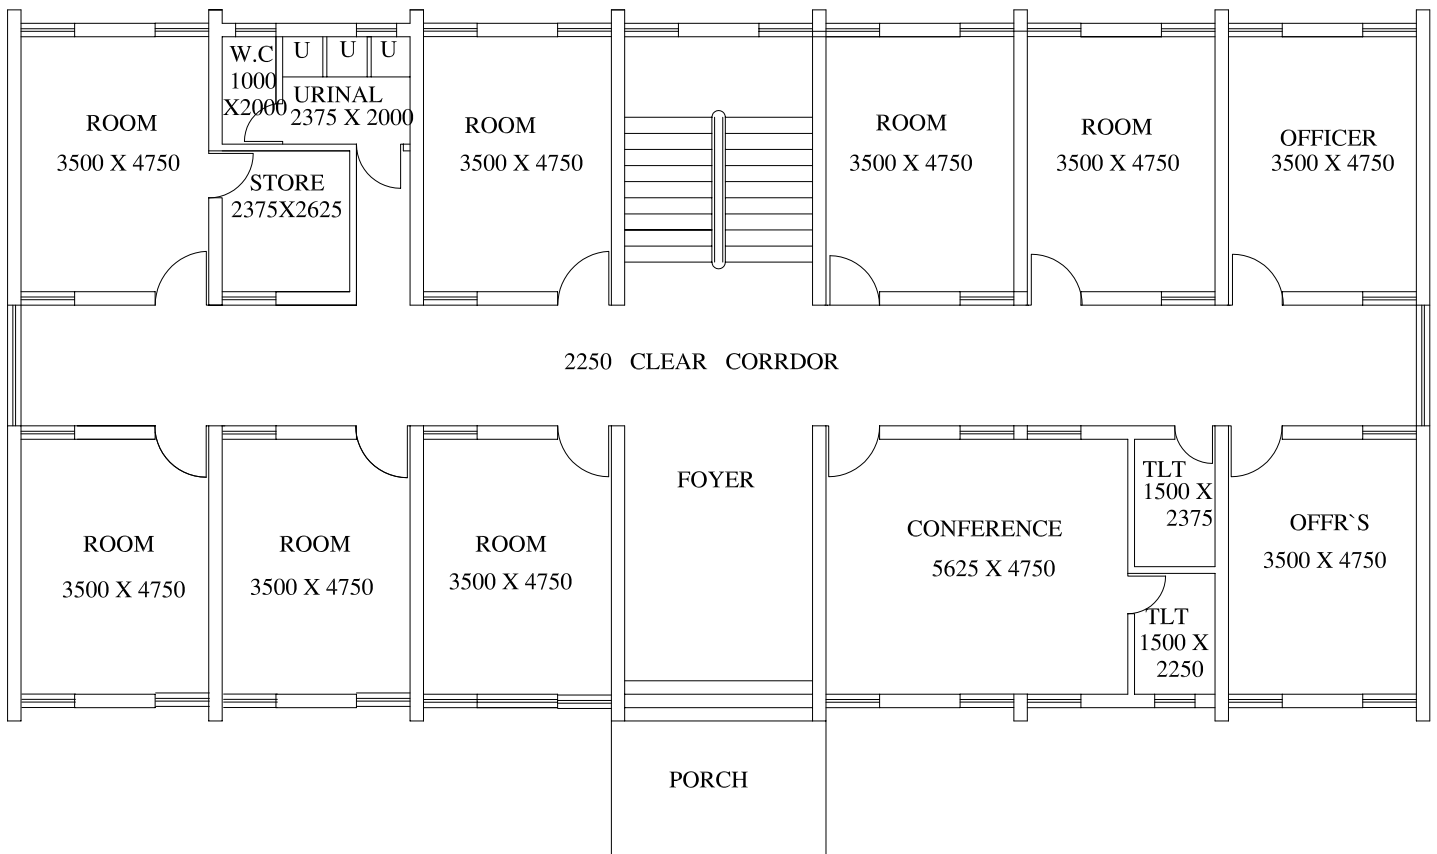 W.C
1000
X2000
U
U
U
URINAL
2375 X 2000
ROOM
3500 X 4750
STORE
2375X2625
ROOM
3500 X 4750
ROOM
3500 X 4750
ROOM
3500 X 4750
OFFICER
3500 X 4750
2250 CLEAR CORRDOR
ROOM
3500 X 4750
ROOM
3500 X 4750
ROOM
3500 X 4750
FOYER
CONFERENCE
5625 X 4750
TLT
1500 X
2375
TLT
1500 X
2250
OFFR`S
3500 X 4750
PORCH